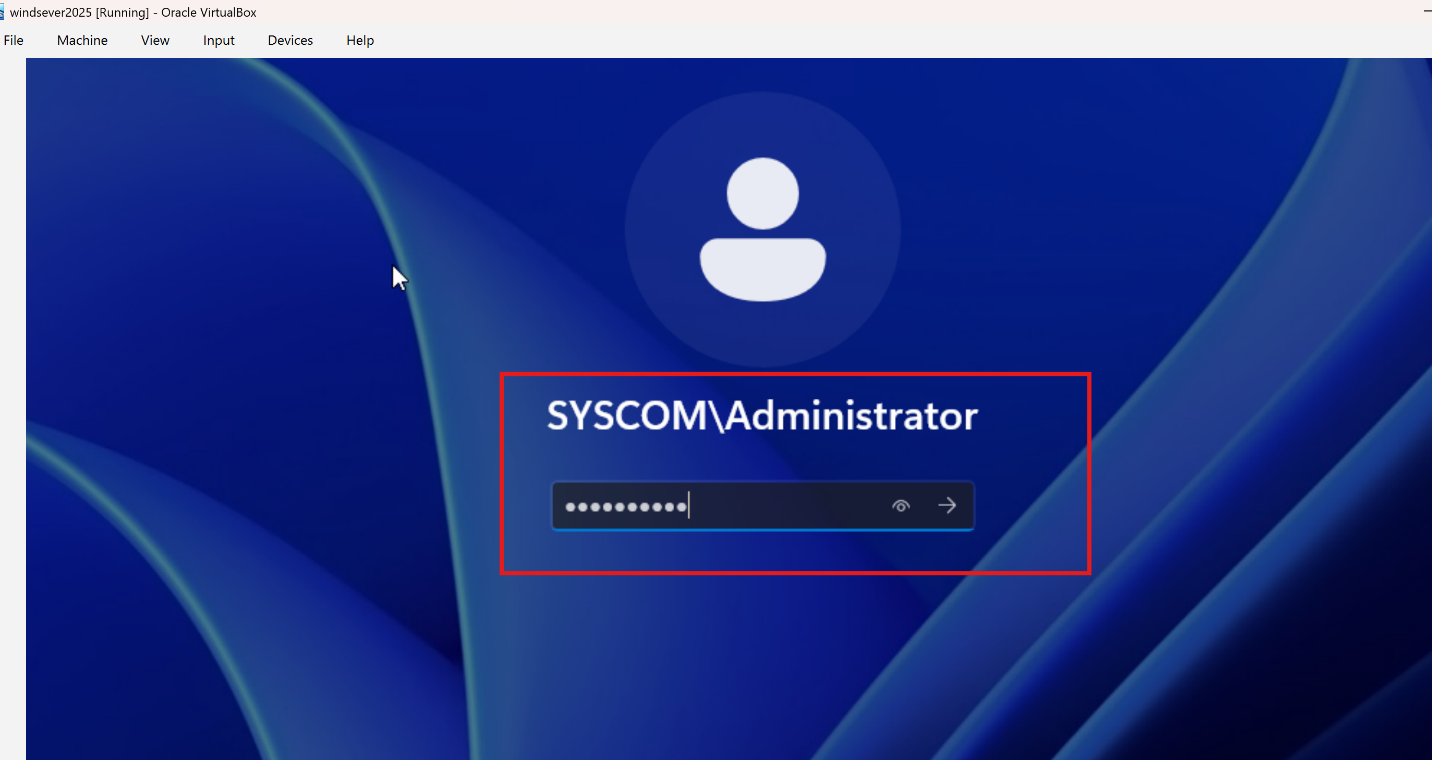 windsever2025 [Running] - Oracle VirtualBox
File Machine View Input Devices Help
SYSCOM\Administrator